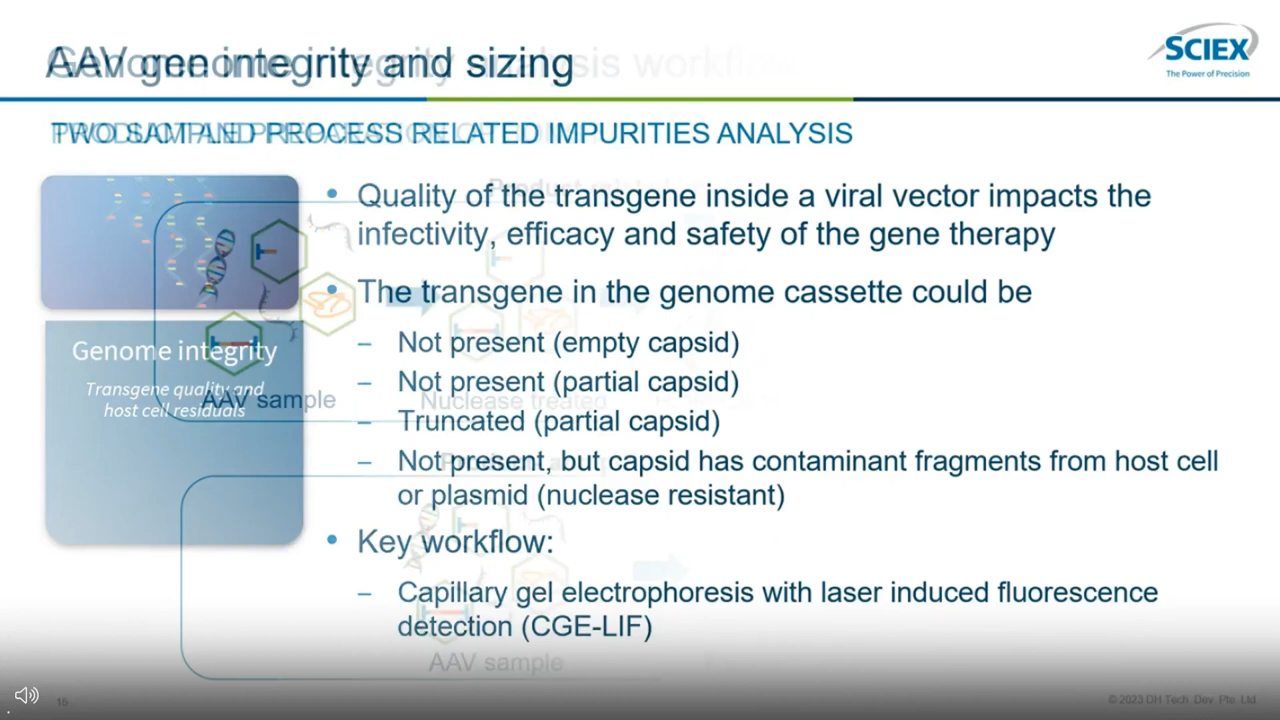 AAV genome integrity and sizing
SCIEX
The Power of Precision
PRODUCT AND PROCESS RELATED IMPURITIES ANALYSIS
Genome integrity
Transgene quality and
host cell residuals
• Quality of the transgene inside a viral vector impacts the
infectivity, efficacy and safety of the gene therapy
• The transgene in the genome cassette could be
– Not present (empty capsid)
– Not present (partial capsid)
– Truncated (partial capsid)
– Not present, but capsid has contaminant fragments from host cell
or plasmid (nuclease resistant)
• Key workflow:
– Capillary gel electrophoresis with laser induced fluorescence
detection (CGE-LIF)
AAV sample
Nuclease treated
AAV sample
16
© 2023 DH Tech. Dev. Pte. Ltd.